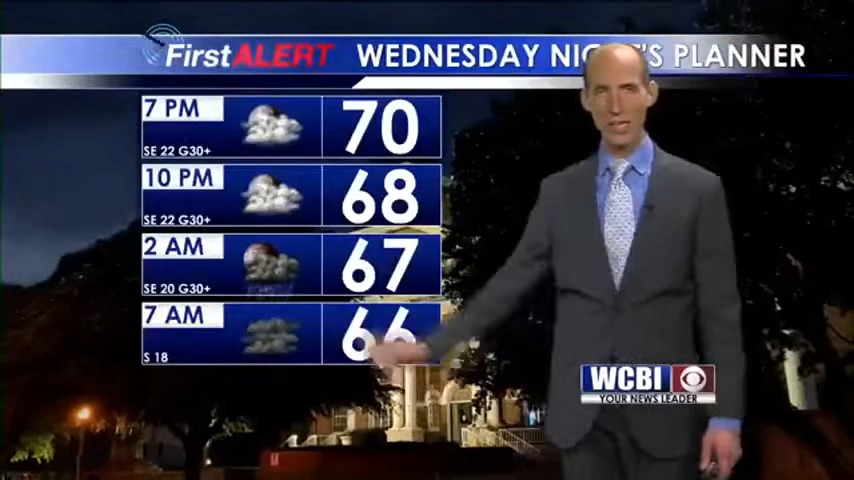 FirstALERT WEDNESDAY NIGHT'S PLANNER
7 PM
SE 22 G30+
70
10 PM
SE 22 G30+
68
2 AM
SE 20 G30+
67
7 AM
S 18
66
WCBI
YOUR NEWS LEADER